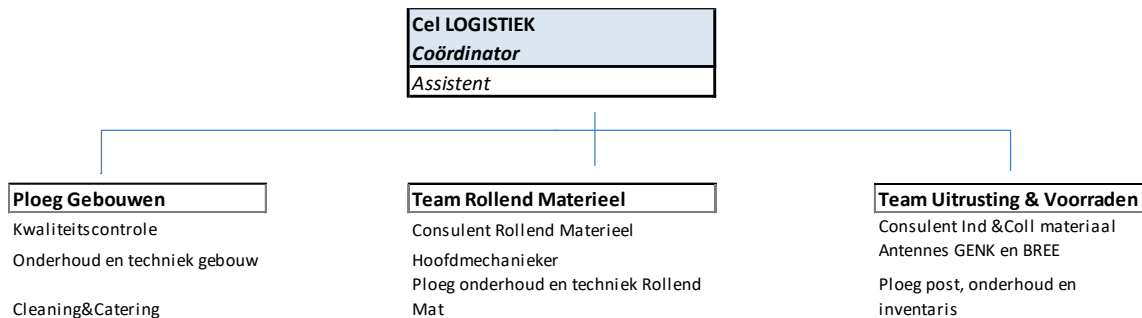 Cel LOGISTIEK
Coördinator
Assistent
Ploeg Gebouwen
Kwaliteitscontrole
Onderhoud en techniek gebouw
Cleaning&Catering
Team Rollend Materieel
Consulent Rollend Materieel
Hoofdmechanieker
Ploeg onderhoud en techniek Rollend
Mat
Team Uitrusting & Voorraden
Consulent Ind &Coll materiaal
Antennes GENK en BREE
Ploeg post, onderhoud en
inventaris